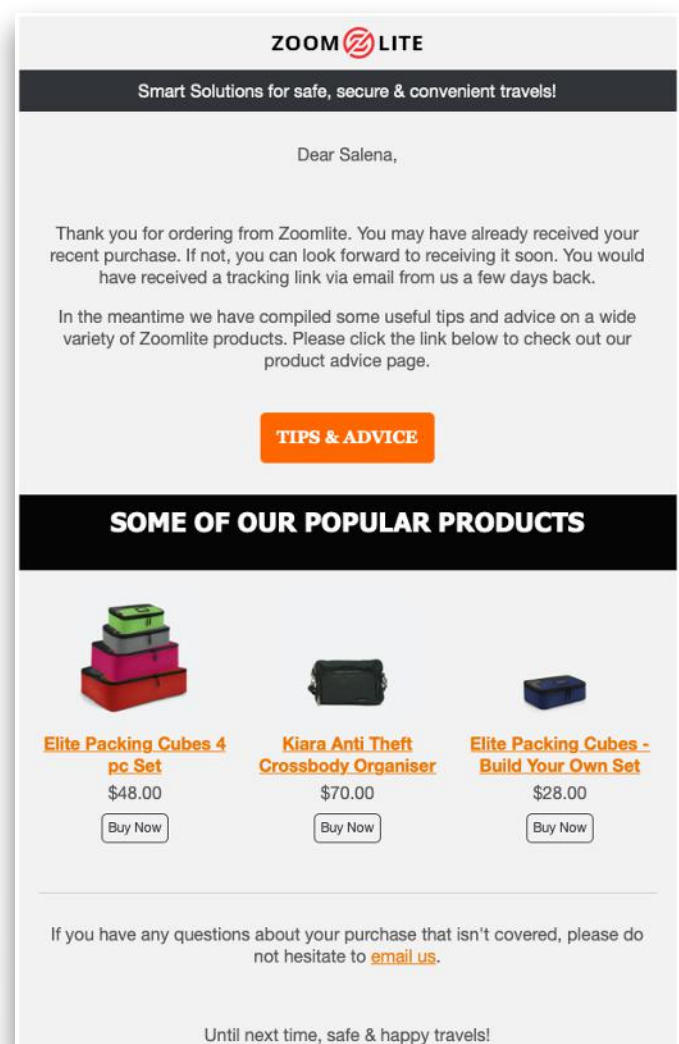 ZOOM LITE
Smart Solutions for safe, secure & convenient travels!
Dear Salena,
Thank you for ordering from Zoomlite. You may have already received your
recent purchase. If not, you can look forward to receiving it soon. You would
have received a tracking link via email from us a few days back.
In the meantime we have compiled some useful tips and advice on a wide
variety of Zoomlite products. Please click the link below to check out our
product advice page.
TIPS & ADVICE
SOME OF OUR POPULAR PRODUCTS
Elite Packing Cubes 4
pc Set
$48.00
Buy Now
Kiara Anti Theft
Crossbody Organiser
$70.00
Buy Now
Elite Packing Cubes -
Build Your Own Set
$28.00
Buy Now
If you have any questions about your purchase that isn't covered, please do
not hesitate to email us.
Until next time, safe & happy travels!